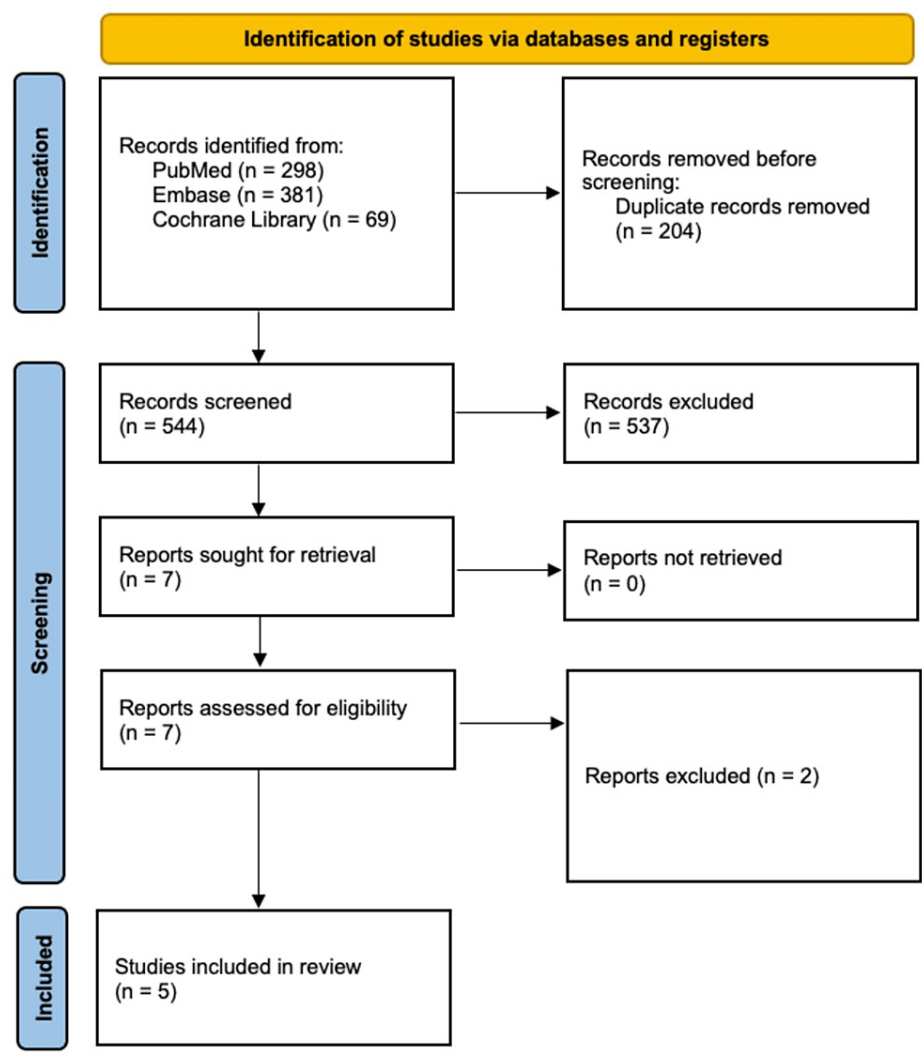 Identification of studies via databases and registers
Identification
Records identified from:
PubMed (n = 298)
Embase (n = 381)
Cochrane Library (n = 69)
Records removed before
screening:
Duplicate records removed
(n = 204)
Screening
Records screened
(n = 544)
Records excluded
(n = 537)
Reports sought for retrieval
(n = 7)
Reports not retrieved
(n = 0)
Reports assessed for eligibility
(n = 7)
Reports excluded (n = 2)
Included
Studies included in review
(n = 5)